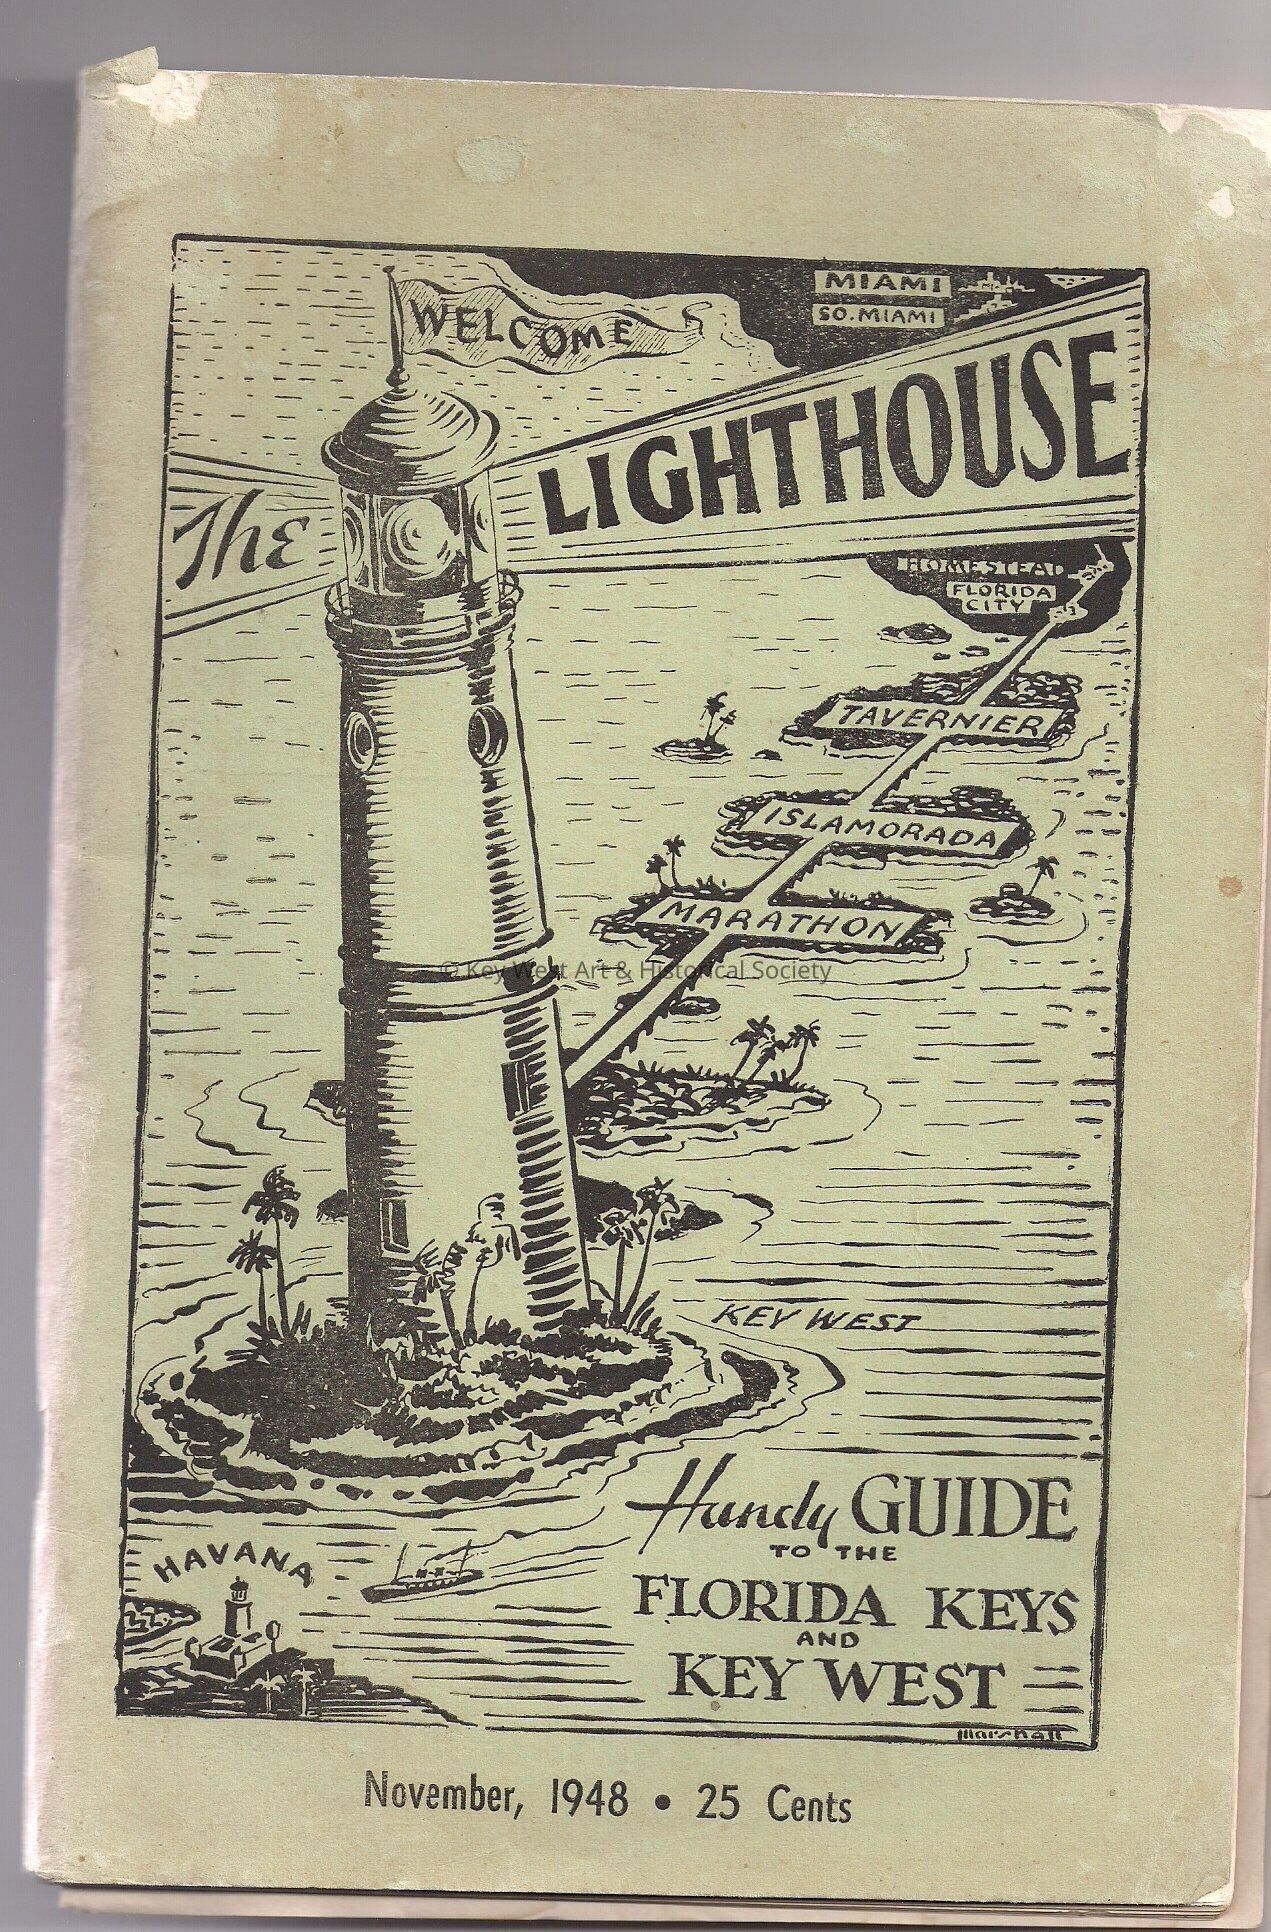 WELCOME
MIAMI
SO. MIAMI
The LIGHTHOUSE
HOMESTEAD
FLORIDA
CITY
TAVERNIER
ISLAMORADA
MARATHON
© Key West Art & Historical Society
KEY WEST
Handy GUIDE
TO THE
FLORIDA KEYS
AND
KEY WEST
HAVANA
Marshall
November, 1948 • 25 Cents